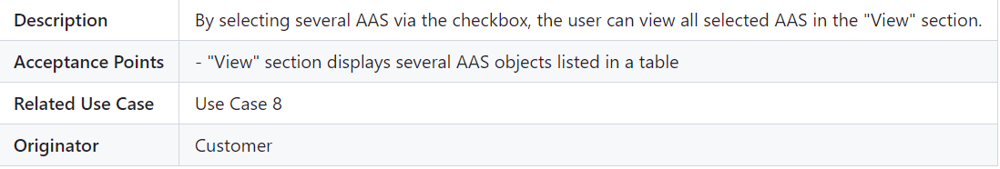 Description By selecting several AAS via the checkbox, the user can view all selected AAS in the "View" section.
Acceptance Points - "View" section displays several AAS objects listed in a table
Related Use Case Use Case 8
Originator Customer